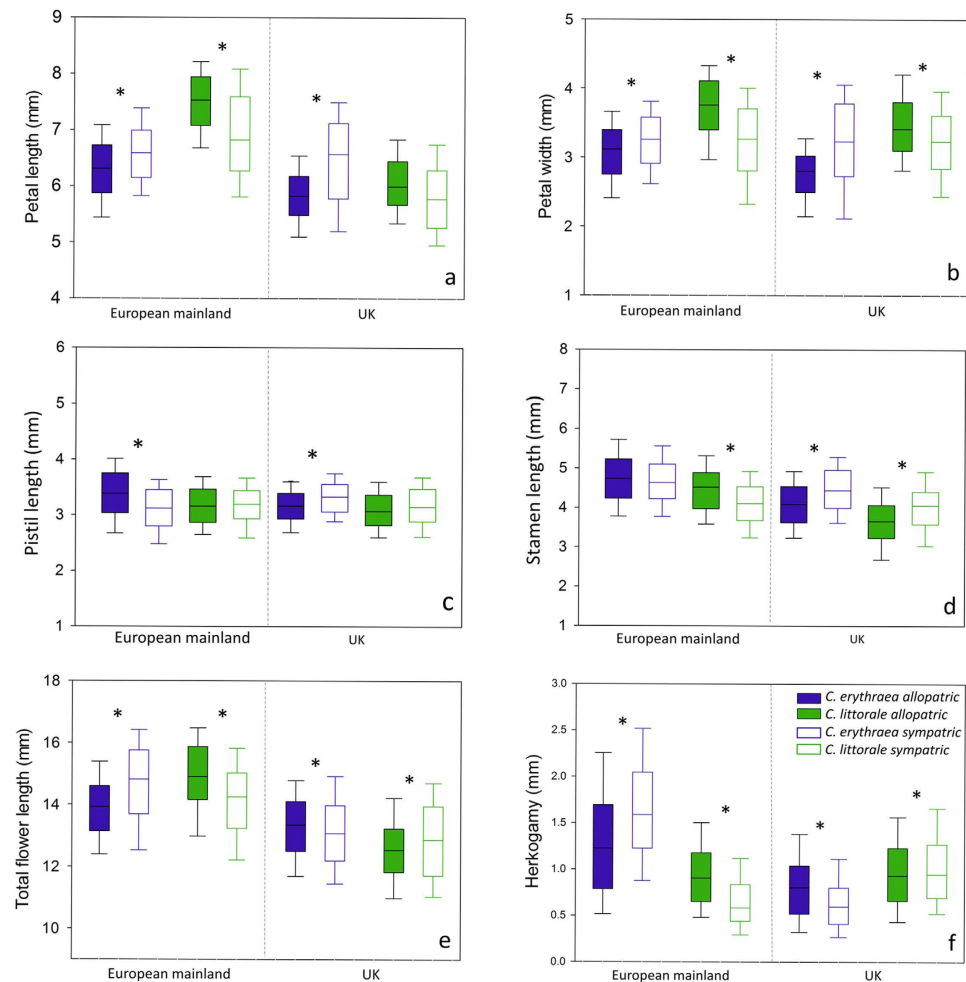 9
8
7
6
5
4
Petal length (mm)
*
*
*
a
European mainland
UK
5
4
3
2
1
Petal width (mm)
*
*
*
*
b
European mainland
UK
6
5
4
3
2
1
Pistil length (mm)
*
*
c
European mainland
UK
8
7
6
5
4
3
2
1
Stamen length (mm)
*
*
*
d
European mainland
UK
18
16
14
12
10
Total flower length (mm)
*
*
*
*
e
European mainland
UK
3.0
2.5
2.0
1.5
1.0
0.5
0.0
Herkogamy (mm)
*
*
*
*
C. erythraea allopatric
C. littorale allopatric
C. erythraea sympatric
C. littorale sympatric
f
European mainland
UK